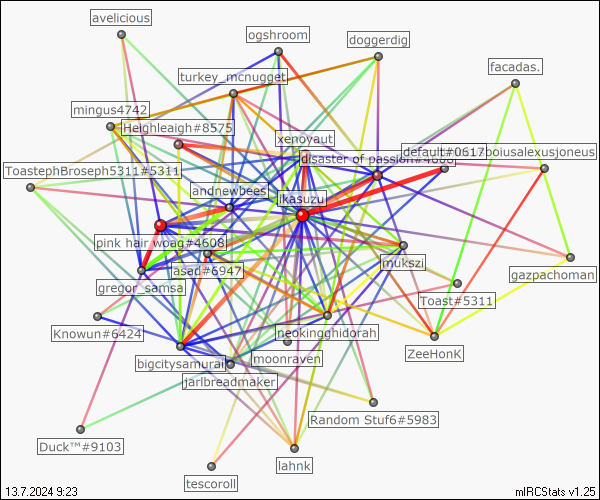 avelicious
ogshroom
doggerdig
facadas.
turkey_mcnugget
mingus4742
Heighleaigh#8575
xenoyaut
default#0617
boiusalexusjoneus
disaster of passion#4606
ToastephBroseph5311#5311
andnewbees
ikasuzu
pink hair woag#4608
mukszi
gregor_samsa
asad#6947
gazpachoman
Toast#5311
Knowun#6424
neokingghidorah
ZeeHonK
moonraven
bigcitysamurai
jarlbreadmaker
Random Stuf6#5983
Duck™#9103
lahnk
tescoroll
13.7.2024 9:23
mIRCStats v1.25